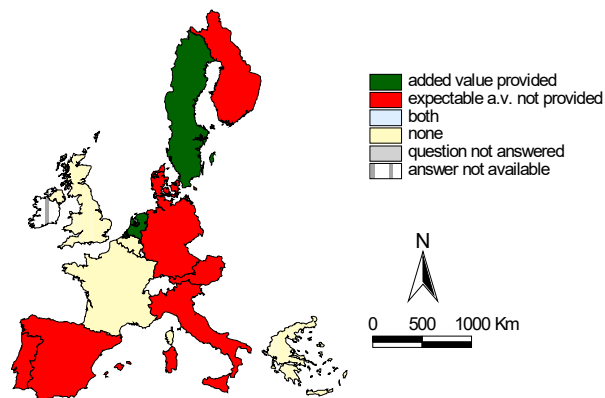 added value provided
expectable a.v. not provided
both
none
question not answered
answer not available
N
0 500 1000 Km